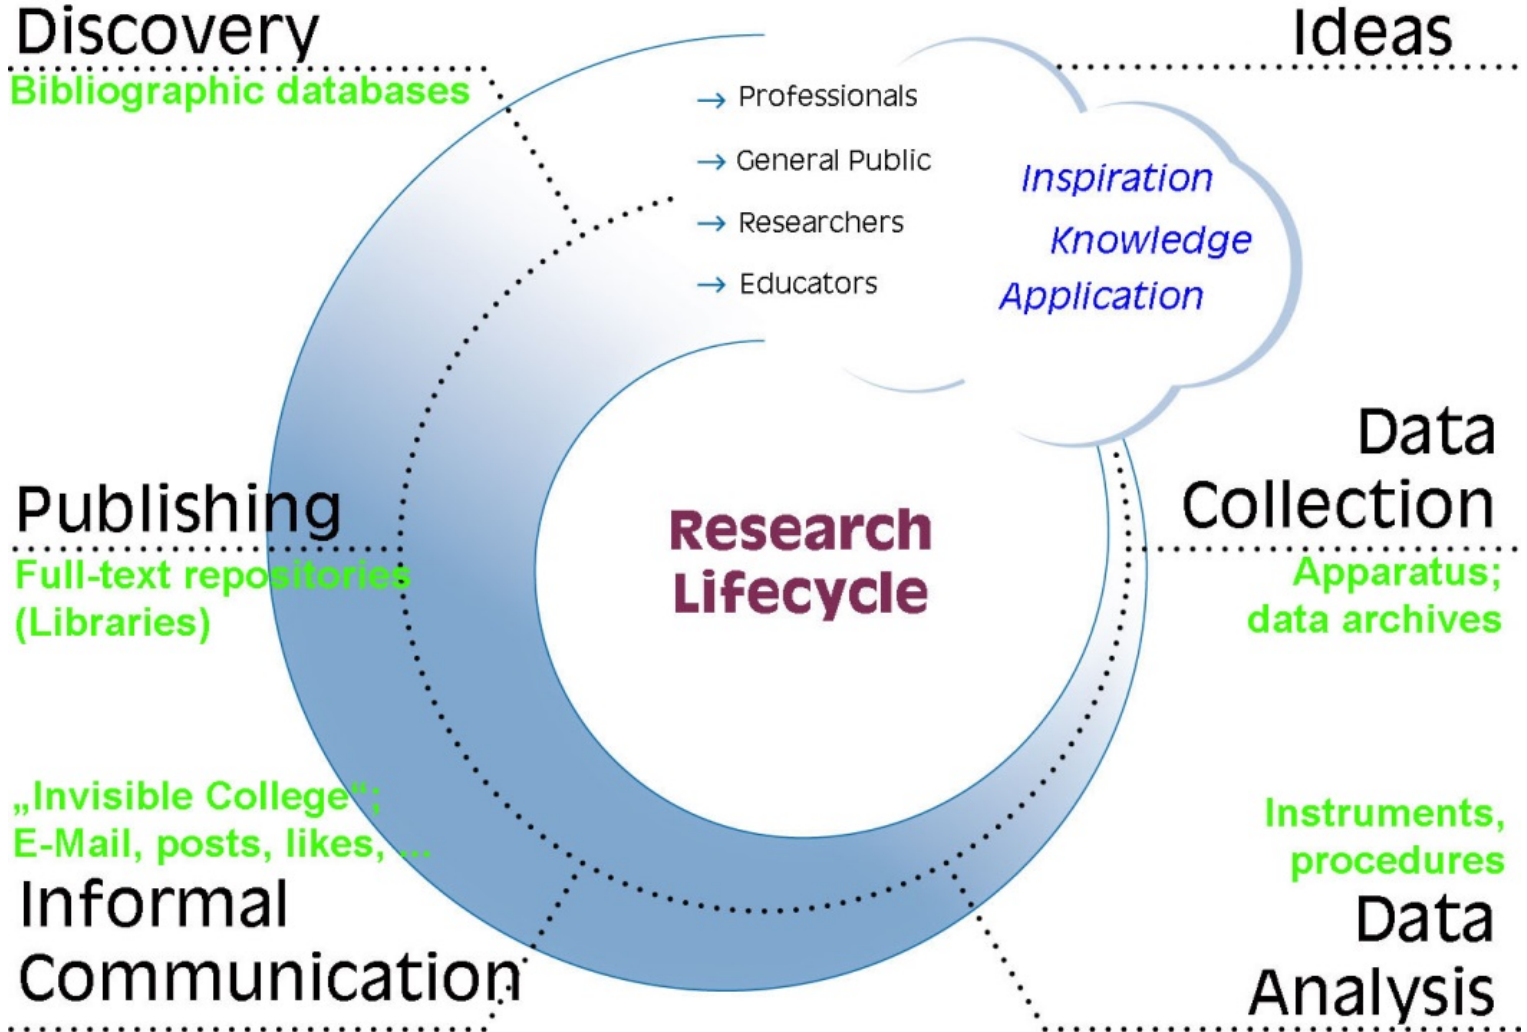 Discovery
Bibliographic databases
Ideas
→ Professionals
→ General Public
→ Researchers
→ Educators
Inspiration
Knowledge
Application
Data
Collection
Apparatus;
data archives
Publishing
Full-text repositories
(Libraries)
Research
Lifecycle
„Invisible College“;
E-Mail, posts, likes, ...
Informal
Communication
Instruments,
procedures
Data
Analysis